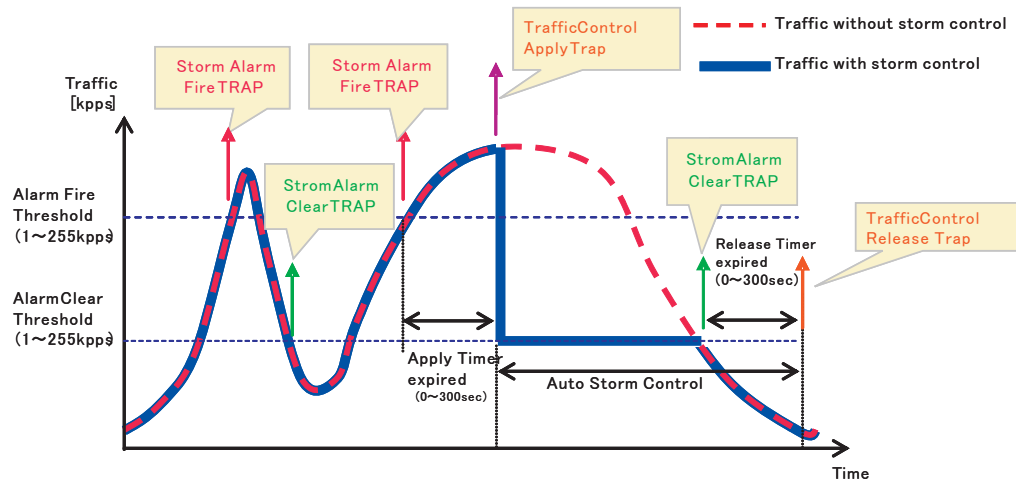 TrafficControl
ApplyTrap
Traffic without storm control
Traffic with storm control
Storm Alarm
FireTRAP
Storm Alarm
FireTRAP
Traffic
[kpps]
StromAlarm
ClearTRAP
StromAlarm
ClearTRAP
Alarm Fire
Threshold
(1～255kpps)
TrafficControl
Release Trap
Release Timer
expired
(0～300sec)
AlarmClear
Threshold
(1～255kpps)
Apply Timer
expired
(0～300sec)
Auto Storm Control
Time